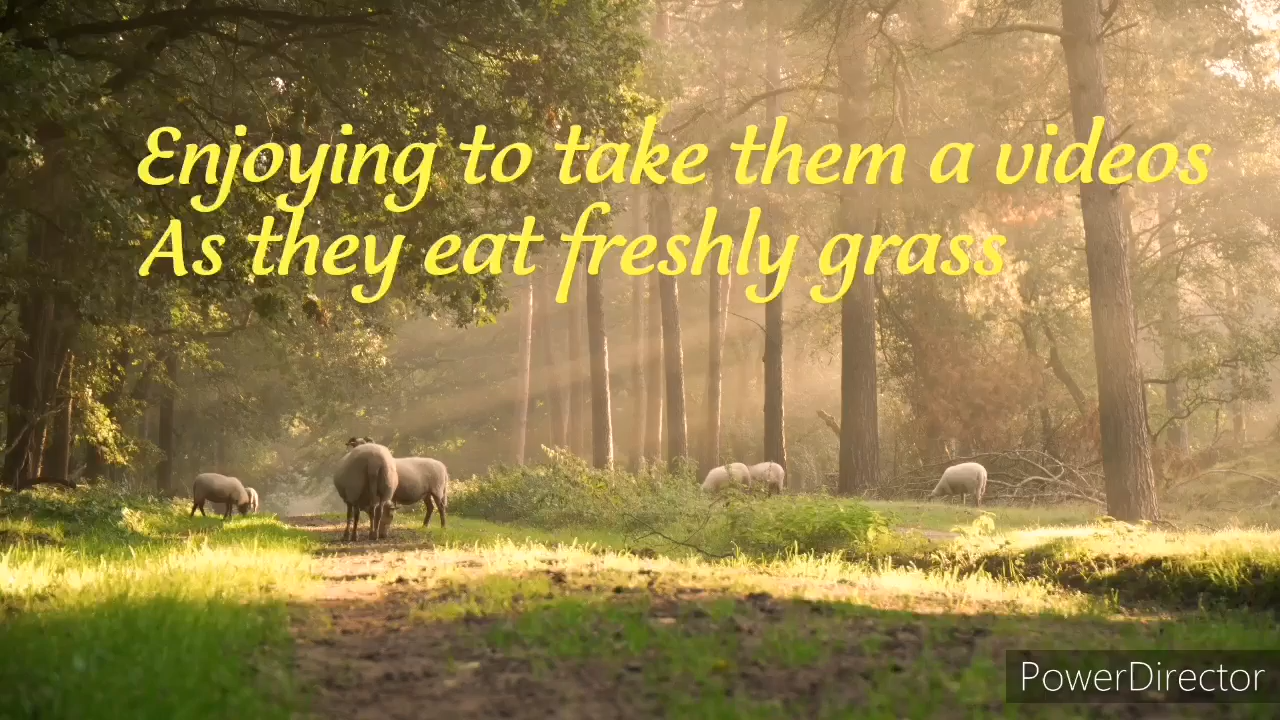 Enjoying to take them a videos
As they eat freshly grass
PowerDirector